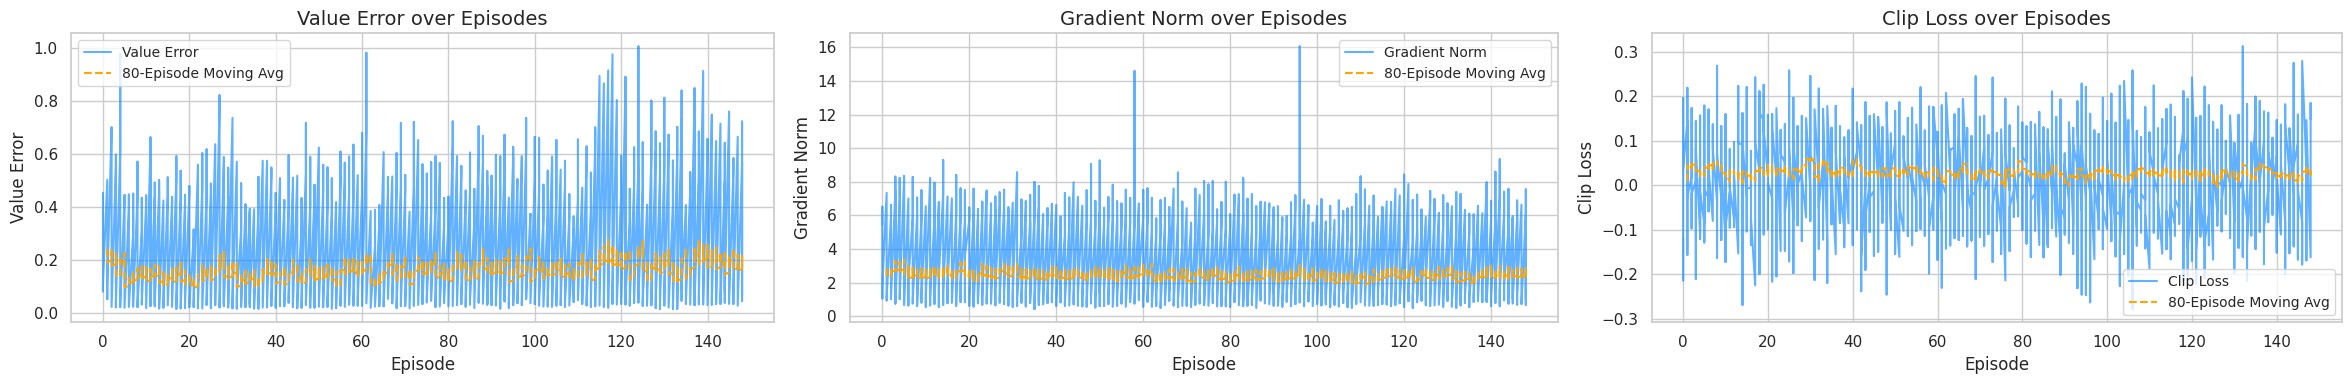 Value Error over Episodes
Value Error
80-Episode Moving Avg
1.0
0.8
0.6
0.4
0.2
0.0
Value Error
0 20 40 60 80 100 120 140
Episode
Gradient Norm over Episodes
Gradient Norm
80-Episode Moving Avg
16
14
12
10
8
6
4
2
0
Gradient Norm
0 20 40 60 80 100 120 140
Episode
Clip Loss over Episodes
0.3
0.2
0.1
0.0
−0.1
−0.2
−0.3
Clip Loss
Clip Loss
80-Episode Moving Avg
0 20 40 60 80 100 120 140
Episode